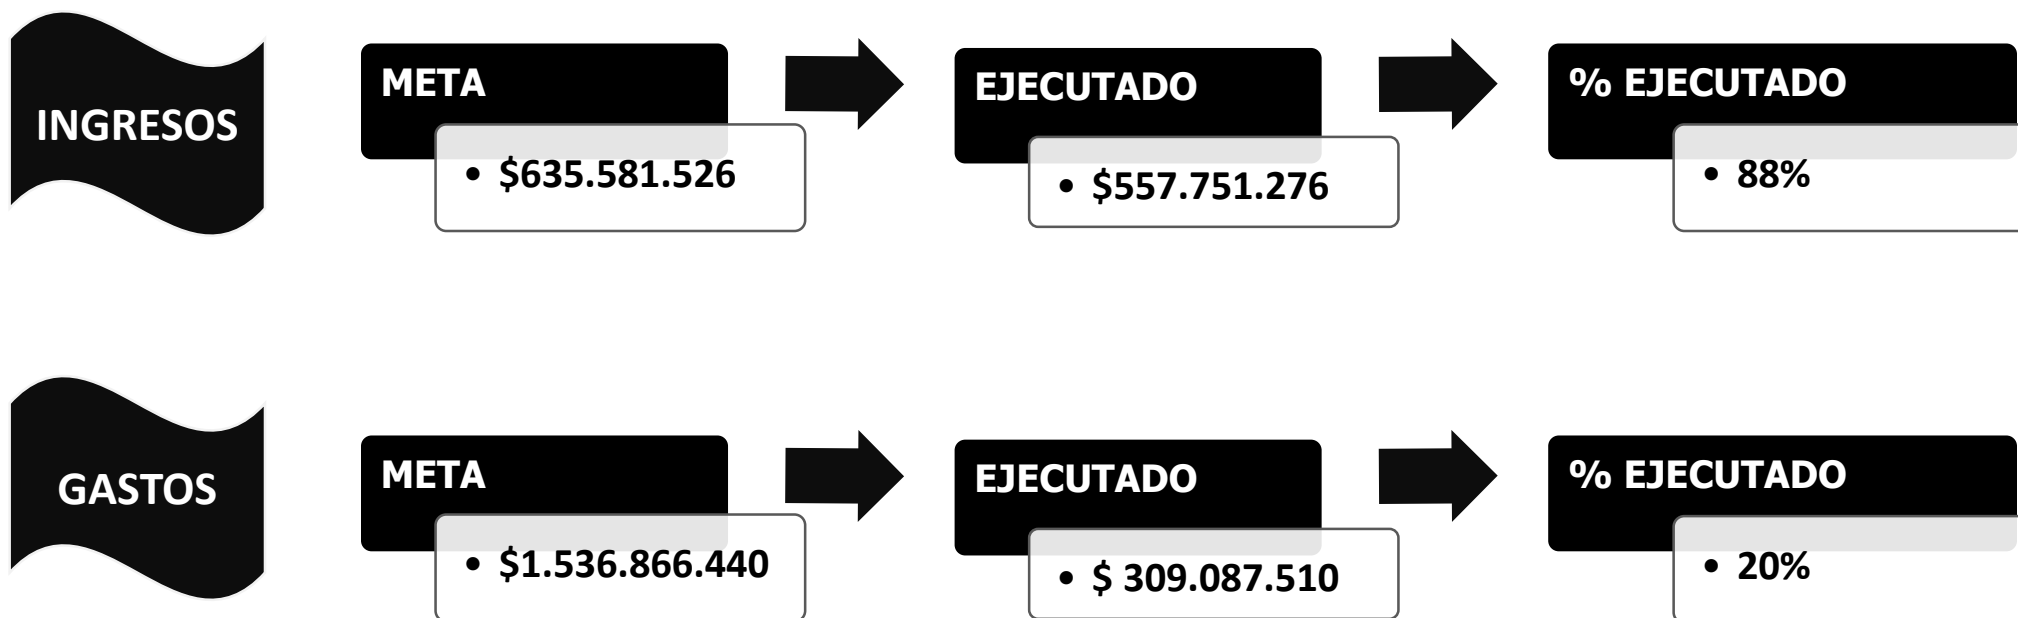 INGRESOS
META
• $635.581.526
EJECUTADO
• $557.751.276
% EJECUTADO
• 88%
GASTOS
META
• $1.536.866.440
EJECUTADO
• $ 309.087.510
% EJECUTADO
• 20%